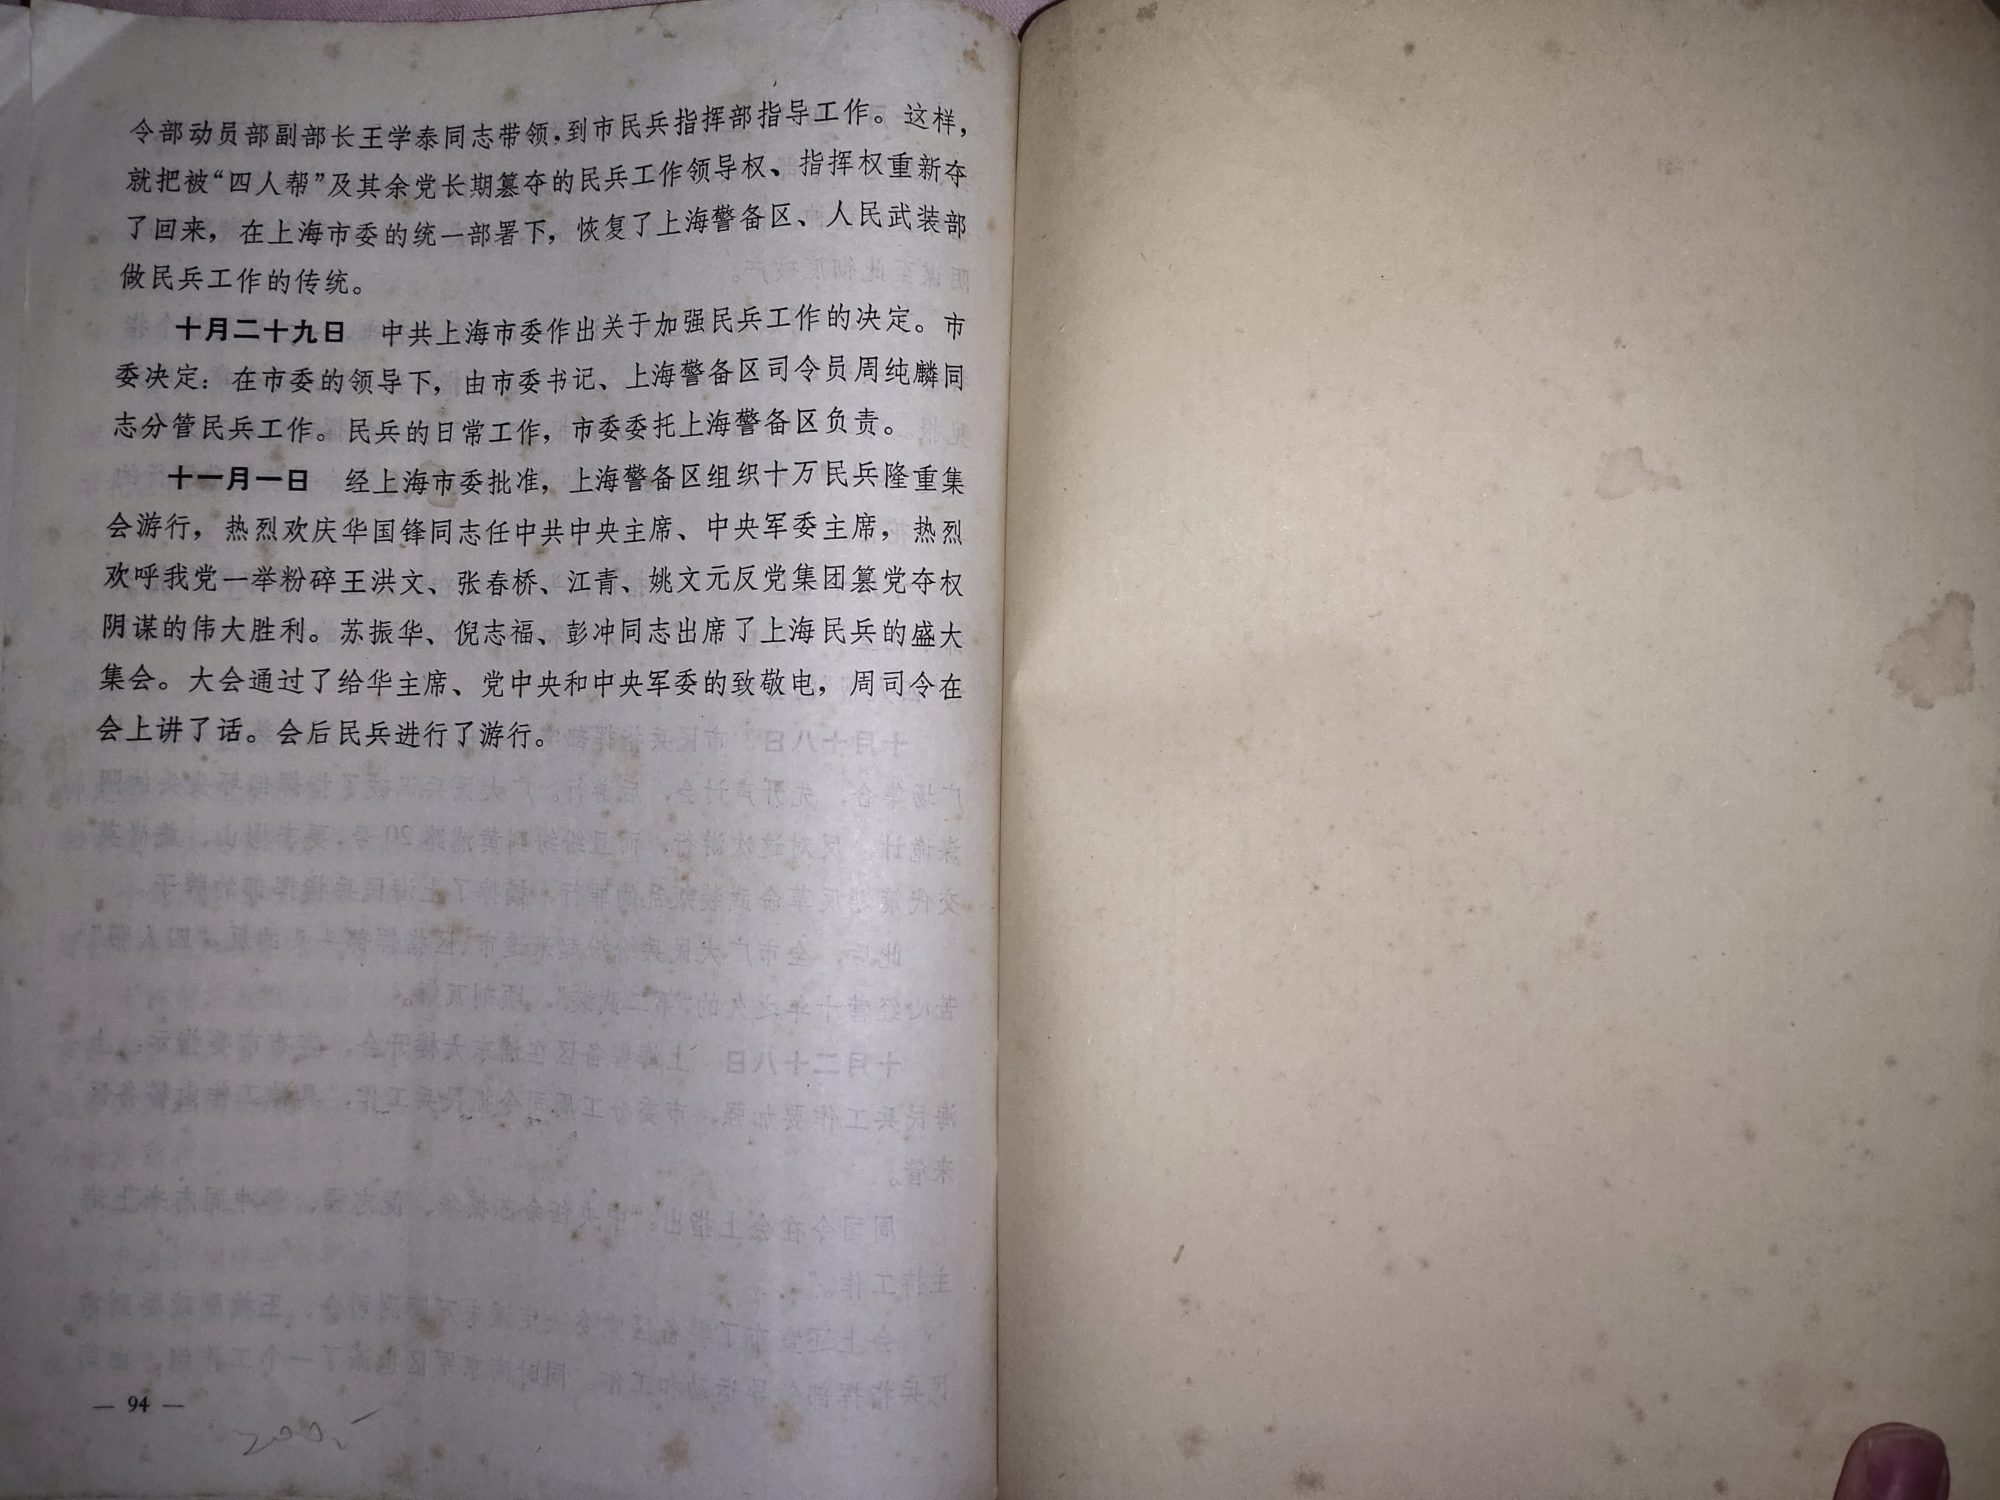 令部动员部副部长王学泰同志带领，到市民兵指挥部指导工作。这样，
就把被“四人帮”及其余党长期篡夺的民兵工作领导权、指挥权重新夺
了回来，在上海市委的统一部署下，恢复了上海警备区、人民武装部
做民兵工作的传统。
十月二十九日　中共上海市委作出关于加强民兵工作的决定。市
委决定：在市委的领导下，由市委书记、上海警备区司令员周纯麟同
志分管民兵工作。民兵的日常工作，市委委托上海警备区负责。
十一月一日　经上海市委批准，上海警备区组织十万民兵隆重集
会游行，热烈欢庆华国锋同志任中共中央主席、中央军委主席，热烈
欢呼我党一举粉碎王洪文、张春桥、江青、姚文元反党集团篡党夺权
阴谋的伟大胜利。苏振华、倪志福、彭冲同志出席了上海民兵的盛大
集会。大会通过了给华主席、党中央和中央军委的致敬电，周司令在
会上讲了话。会后民兵进行了游行。
— 94 —